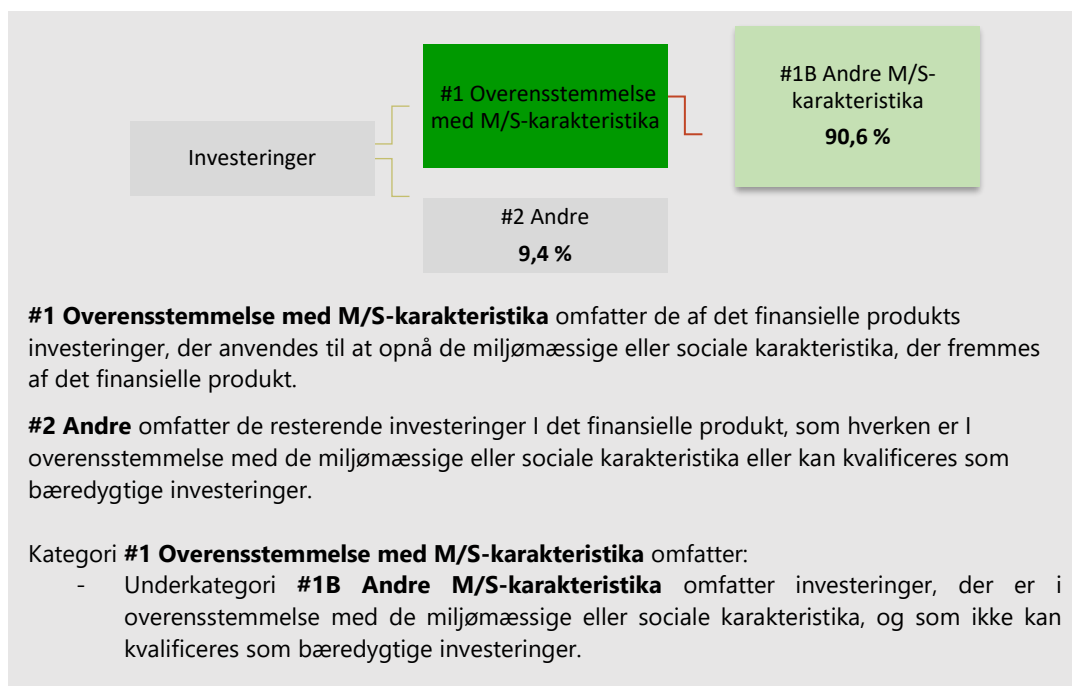 Investeringer
#1 Overensstemmelse
med M/S-karakteristika
#1B Andre M/S-
karakteristika
90,6 %
#2 Andre
9,4 %
#1 Overensstemmelse med M/S-karakteristika omfatter de af det finansielle produkts
investeringer, der anvendes til at opnå de miljømæssige eller sociale karakteristika, der fremmes
af det finansielle produkt.
#2 Andre omfatter de resterende investeringer I det finansielle produkt, som hverken er I
overensstemmelse med de miljømæssige eller sociale karakteristika eller kan kvalificeres som
bæredygtige investeringer.
Kategori #1 Overensstemmelse med M/S-karakteristika omfatter:
- Underkategori #1B Andre M/S-karakteristika omfatter investeringer, der er i
overensstemmelse med de miljømæssige eller sociale karakteristika, og som ikke kan
kvalificeres som bæredygtige investeringer.